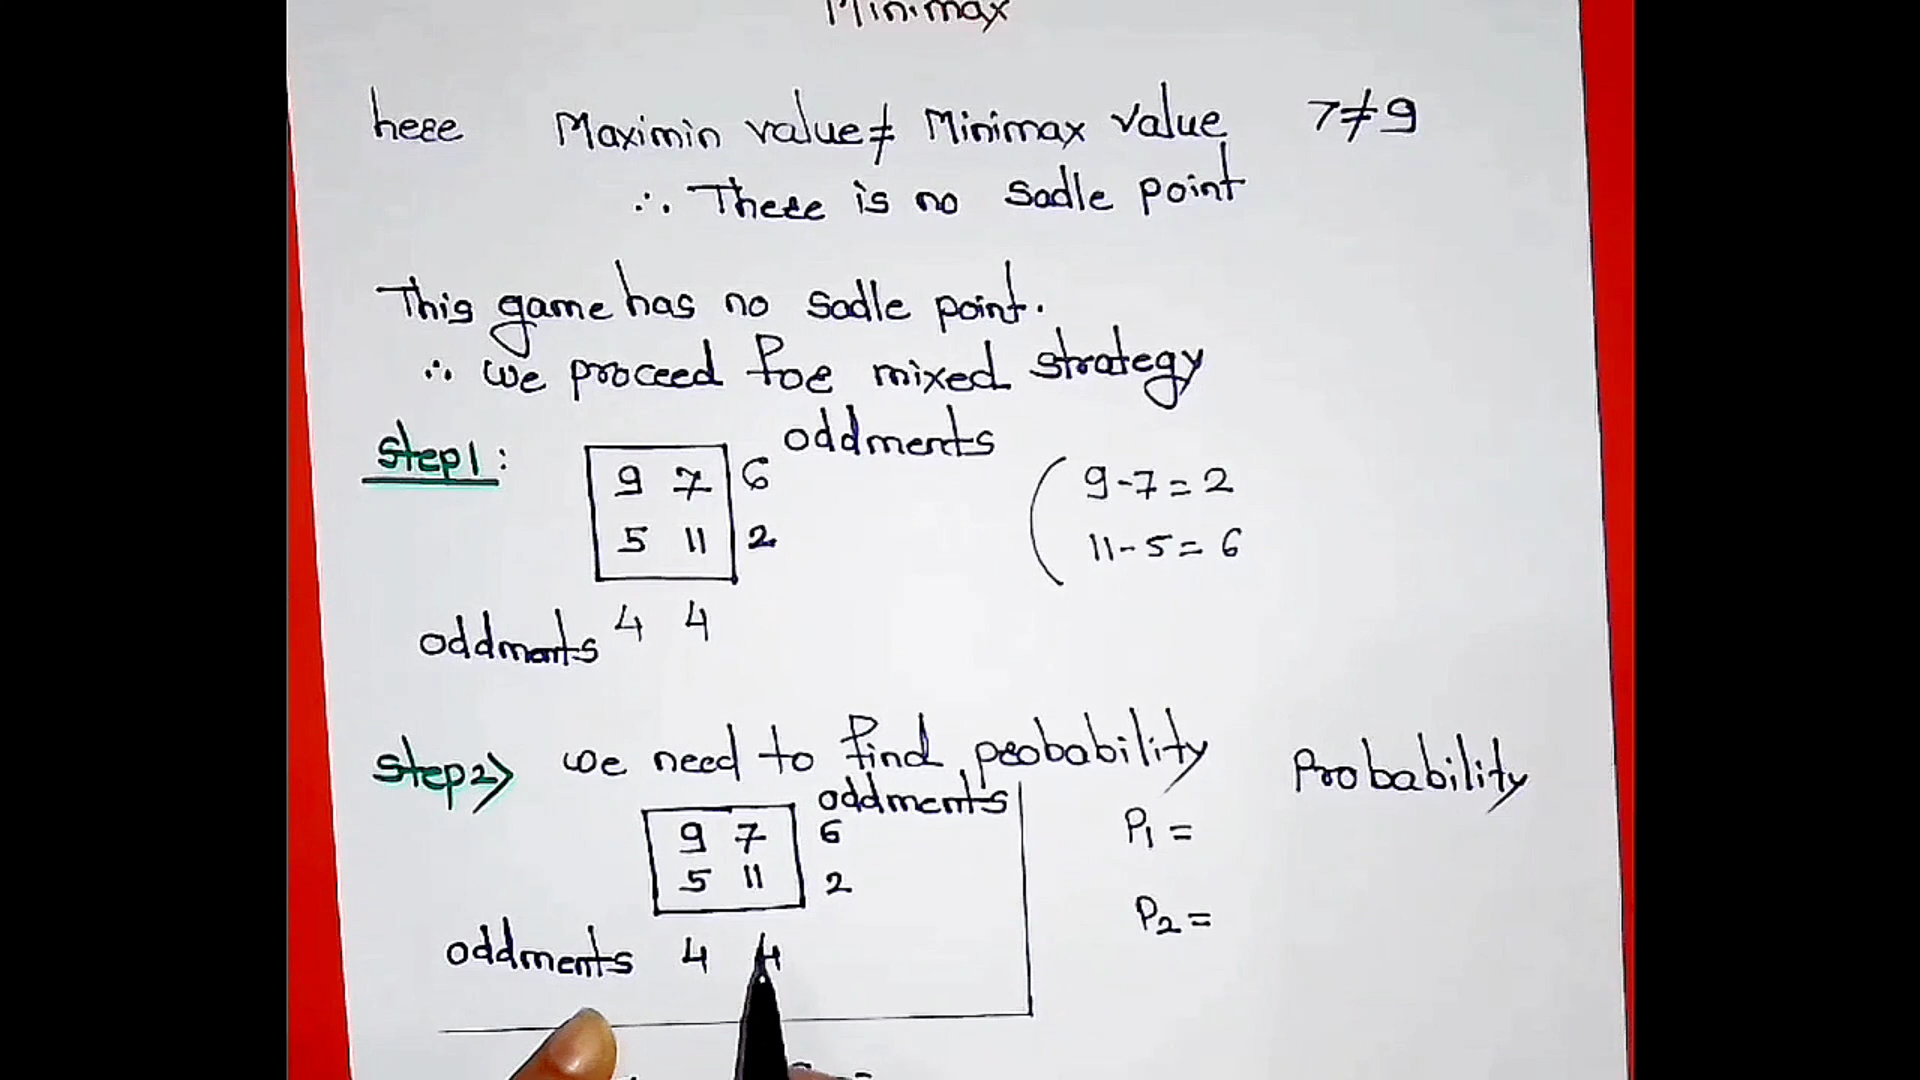 Minimax
here Maximin value ≠ Minimax value 7≠9
∴ There is no sadle point
This game has no sadle point.
∴ we proceed for mixed strategy
oddments
Step1: 9 7 6 ( 9-7=2
5 11 2 11-5=6
oddments 4 4
Step2> we need to find probability Probability
oddments
9 7 6 P1 =
5 11 2 P2 =
oddments 4 4